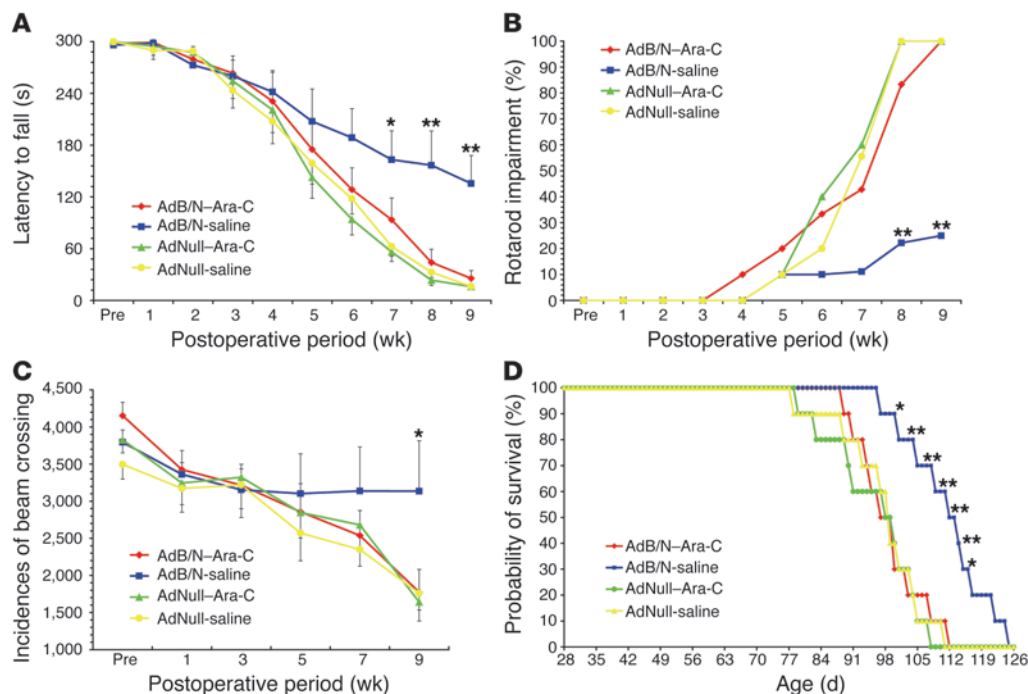 A
Latency to fall (s)
300
240
180
120
60
0
* ** **
AdB/N–Ara-C
AdB/N-saline
AdNull–Ara-C
AdNull-saline
Pre 1 2 3 4 5 6 7 8 9
Postoperative period (wk)
B
Rotarod impairment (%)
100
90
80
70
60
50
40
30
20
10
0
AdB/N–Ara-C
AdB/N-saline
AdNull–Ara-C
AdNull-saline
** **
Pre 1 2 3 4 5 6 7 8 9
Postoperative period (wk)
C
Incidences of beam crossing
4,500
4,000
3,500
3,000
2,500
2,000
1,500
1,000
*
AdB/N–Ara-C
AdB/N-saline
AdNull–Ara-C
AdNull-saline
Pre 1 3 5 7 9
Postoperative period (wk)
D
Probability of survival (%)
100
90
80
70
60
50
40
30
20
10
0
*
**
**
**
**
**
*
AdB/N–Ara-C
AdB/N-saline
AdNull–Ara-C
AdNull-saline
28 35 42 49 56 63 70 77 84 91 98 105 112 119 126
Age (d)